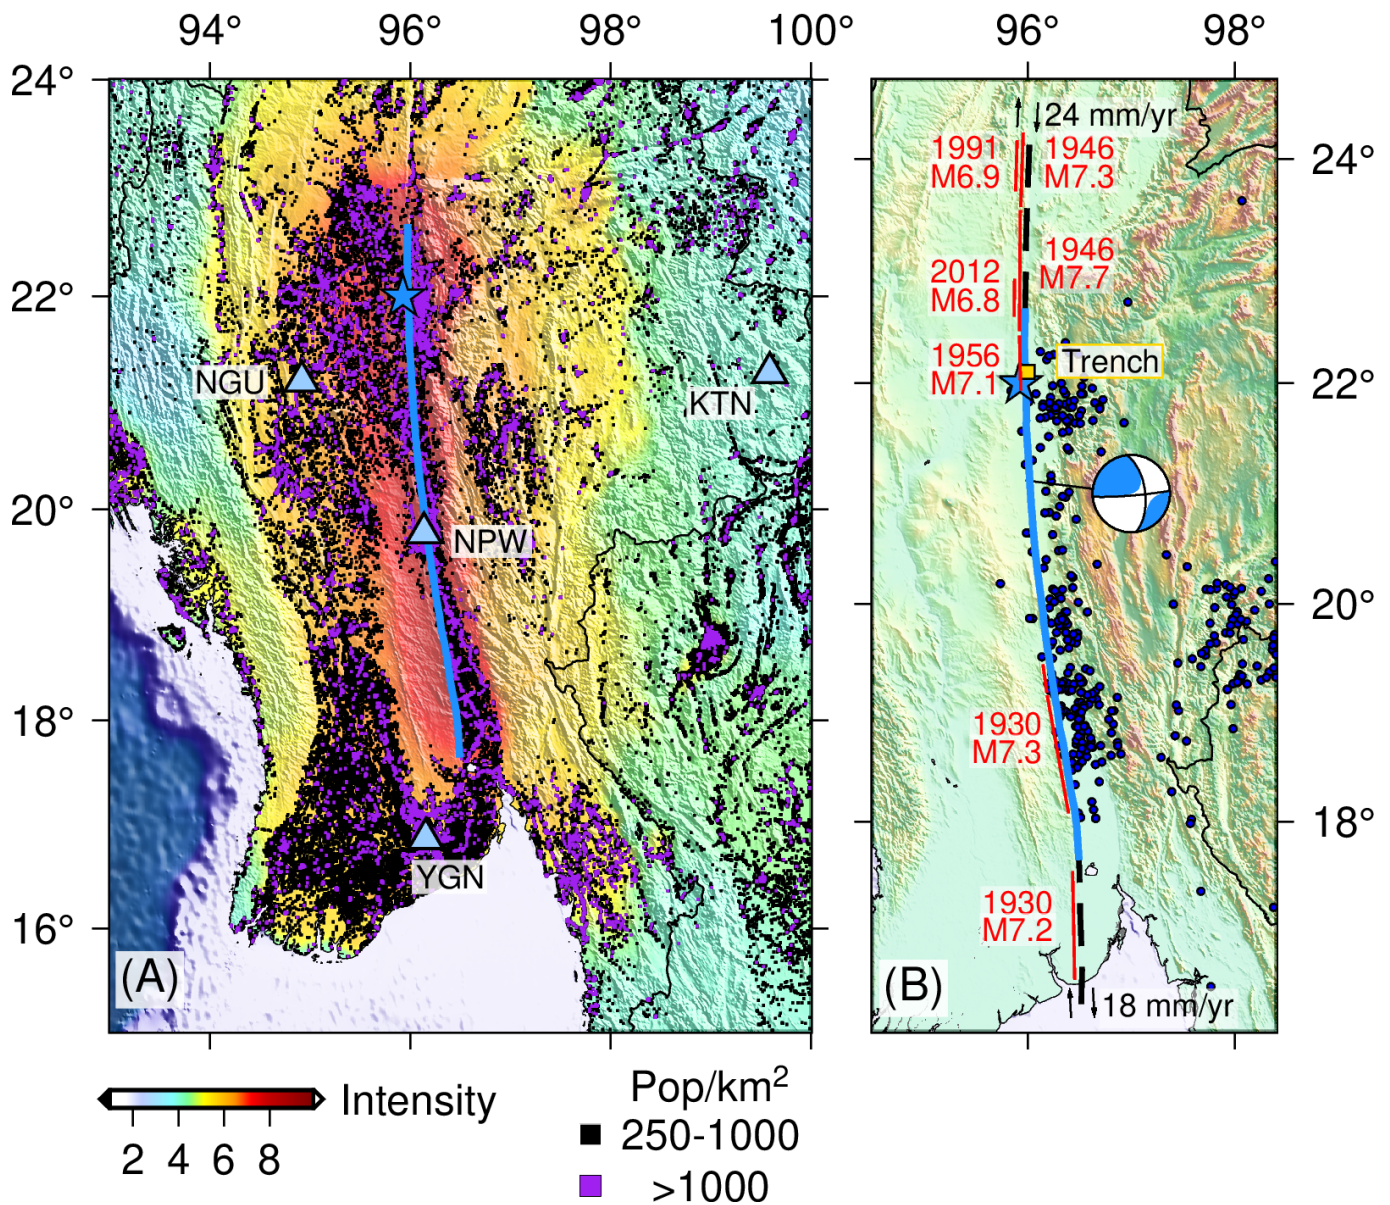 94° 96° 98° 100°
96° 98°
24°
22°
20°
18°
16°
NGU
KTN
NPW
YGN
(A)
24 mm/yr
1991
M6.9
1946
M7.3
1946
M7.7
2012
M6.8
1956
M7.1
Trench
1930
M7.3
1930
M7.2
18 mm/yr
(B)
24°
22°
20°
18°
Intensity
2 4 6 8
Pop/km²
250-1000
>1000